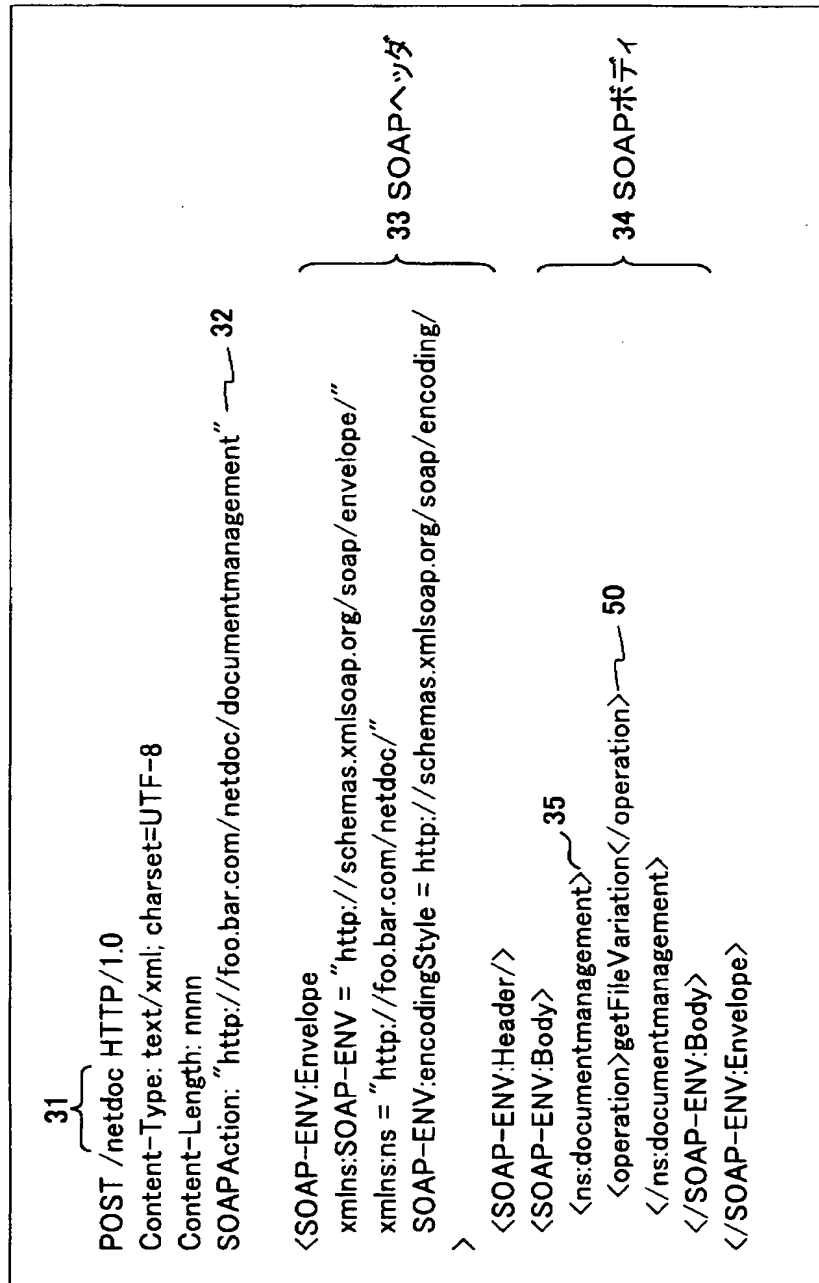 31
POST /netdoc HTTP/1.0
Content-Type: text/xml; charset=UTF-8
Content-Length: nnnn
SOAPAction: "http://foo.bar.com/netdoc/documentmanagement" 32
<SOAP-ENV:Envelope
xmlns:SOAP-ENV = "http://schemas.xmlsoap.org/soap/envelope/"
xmlns:ns = "http://foo.bar.com/netdoc/"
SOAP-ENV:encodingStyle = http://schemas.xmlsoap.org/soap/encoding/
>
33 SOAPヘッダ
<SOAP-ENV:Header/>
<SOAP-ENV:Body>
<ns:documentmanagement> 35
<operation>getFileVariation</operation> 50
</ns:documentmanagement>
</SOAP-ENV:Body>
</SOAP-ENV:Envelope>
34 SOAPボディ